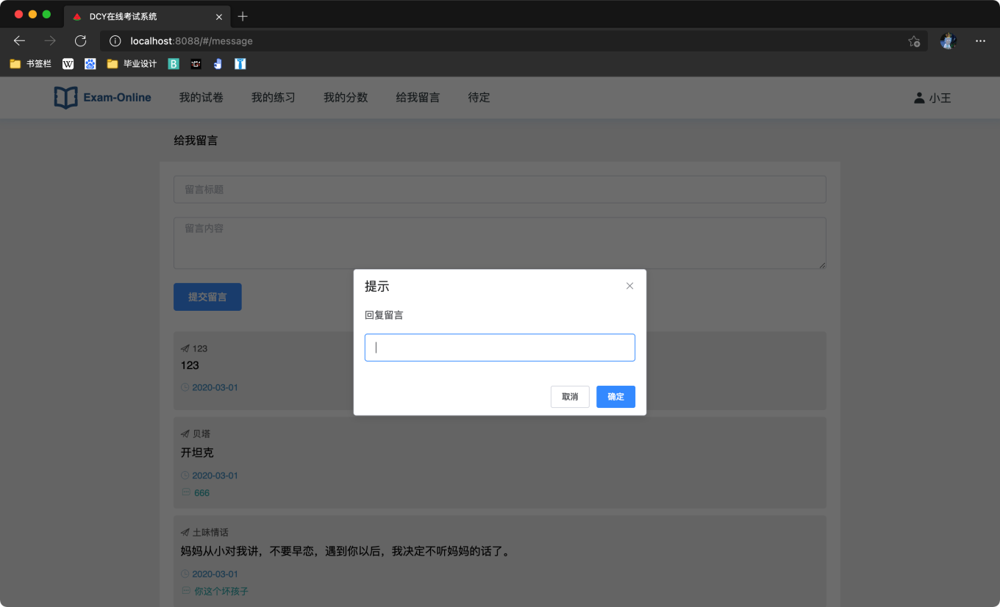 DCY在线考试系统
localhost:8088/#/message
书签栏
W
毕业设计
B
Exam-Online
我的试卷
我的练习
我的分数
给我留言
待定
小王
给我留言
留言标题
留言内容
提交留言
提示
回复留言
取消
确定
123
123
2020-03-01
贝塔
开坦克
2020-03-01
666
土味情话
妈妈从小对我讲，不要早恋，遇到你以后，我决定不听妈妈的话了。
2020-03-01
你这个坏孩子